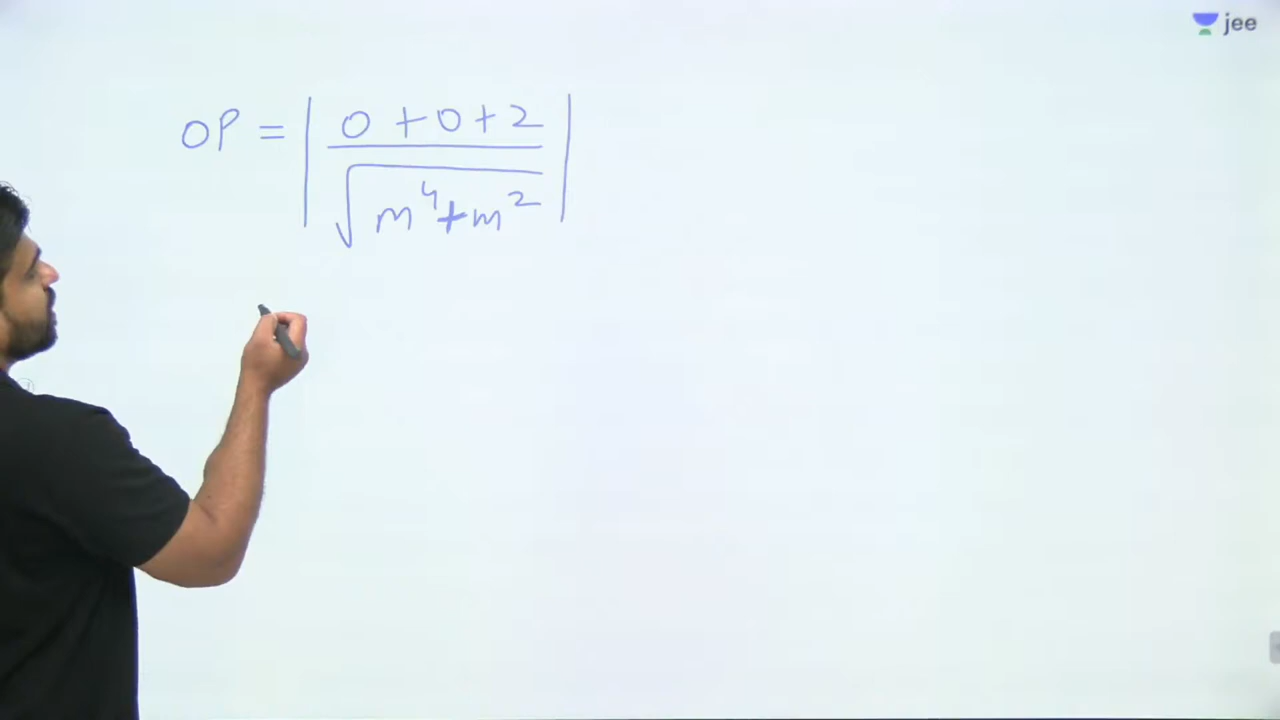 jee
OP = | (0 + 0 + 2) / √(m⁴ + m²) |